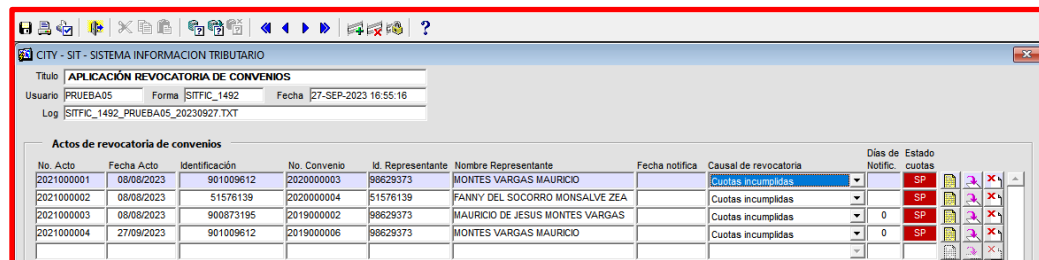 ?
CITY - SIT - SISTEMA INFORMACION TRIBUTARIO
Titulo APLICACIÓN REVOCATORIA DE CONVENIOS
Usuario PRUEBA05 Forma SITFIC_1492 Fecha 27-SEP-2023 16:55:16
Log SITFIC_1492_PRUEBA05_20230927.TXT
Actos de revocatoria de convenios
No. Acto Fecha Acto Identificación No. Convenio Id. Representante Nombre Representante Fecha notifica Causal de revocatoria Días de Notific. Estado cuotas
2021000001 08/08/2023 901009612 2020000003 98629373 MONTES VARGAS MAURICIO Cuotas incumplidas SP
2021000002 08/08/2023 51576139 2020000004 51576139 FANNY DEL SOCORRO MONSALVE ZEA Cuotas incumplidas SP
2021000003 08/08/2023 900873195 2019000002 98629373 MAURICIO DE JESUS MONTES VARGAS Cuotas incumplidas 0 SP
2021000004 27/09/2023 901009612 2019000006 98629373 MONTES VARGAS MAURICIO Cuotas incumplidas 0 SP